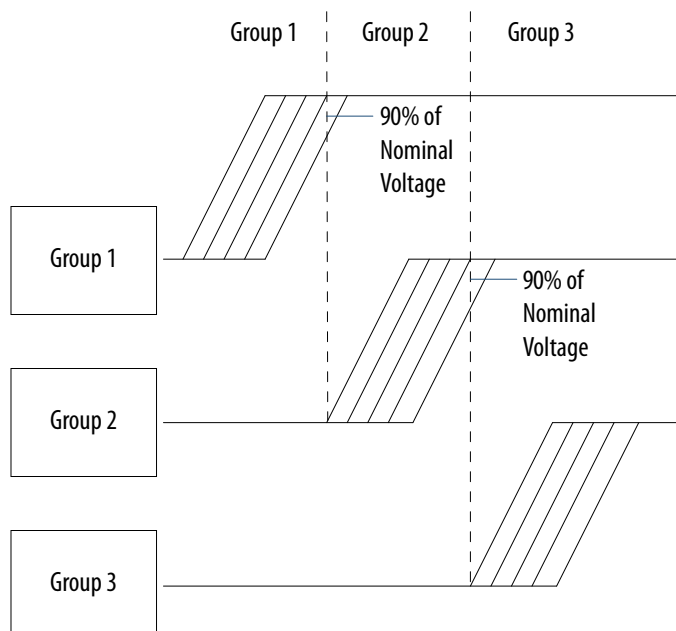 Group 1
Group 2
Group 3
90% of
Nominal
Voltage
Group 1
90% of
Nominal
Voltage
Group 2
Group 3